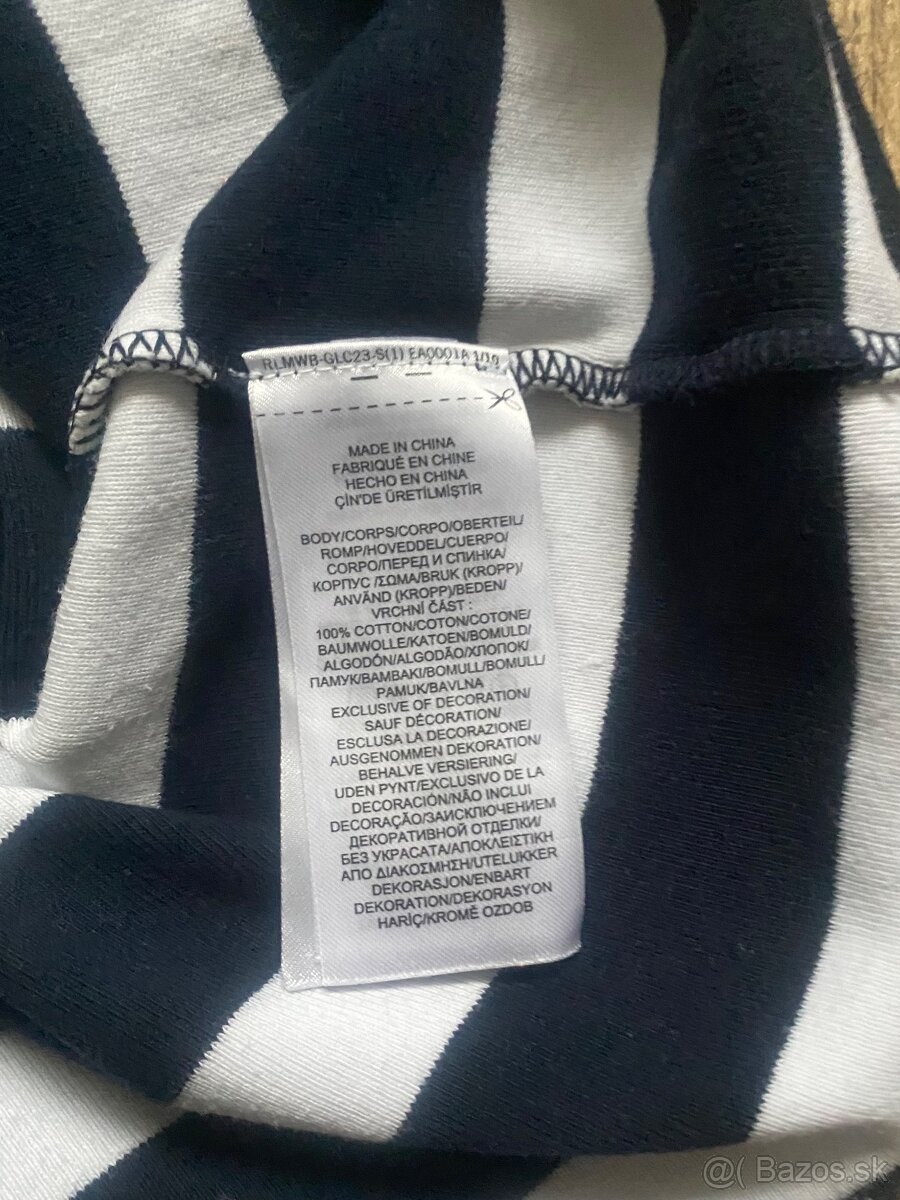 RLMWB-GLC23-S(1) EA0001A 1/10
MADE IN CHINA
FABRIQUÉ EN CHINE
HECHO EN CHINA
ÇİN'DE ÜRETİLMİŞTİR
BODY/CORPS/CORPO/OBERTEIL/
ROMP/HOVEDDEL/CUERPO/
CORPO/ПЕРЕД И СПИНКА/
КОРПУС /ΣΩΜΑ/BRUK (KROPP)/
ANVÄND (KROPP)/BEDEN/
VRCHNÍ ČÁST :
100% COTTON/COTON/COTONE/
BAUMWOLLE/KATOEN/BOMULD/
ALGODÓN/ALGODÃO/ХЛОПОК/
ПАМУК/ΒΑΜΒΑΚΙ/BOMULL/BOMULL/
PAMUK/BAVLNA
EXCLUSIVE OF DECORATION/
SAUF DÉCORATION/
ESCLUSA LA DECORAZIONE/
AUSGENOMMEN DEKORATION/
BEHALVE VERSIERING/
UDEN PYNT/EXCLUSIVO DE LA
DECORACIÓN/NÃO INCLUI
DECORAÇÃO/ЗАИСКЛЮЧЕНИЕМ
ДЕКОРАТИВНОЙ ОТДЕЛКИ/
БЕЗ УКРАСАТА/ΑΠΟΚΛΕΙΣΤΙΚΗ
ΑΠΟ ΔΙΑΚΟΣΜΗΣΗ/UTELUKKER
DEKORASJON/ENBART
DEKORATION/DEKORASYON
HARİÇ/KROMĚ OZDOB
@( Bazos.sk